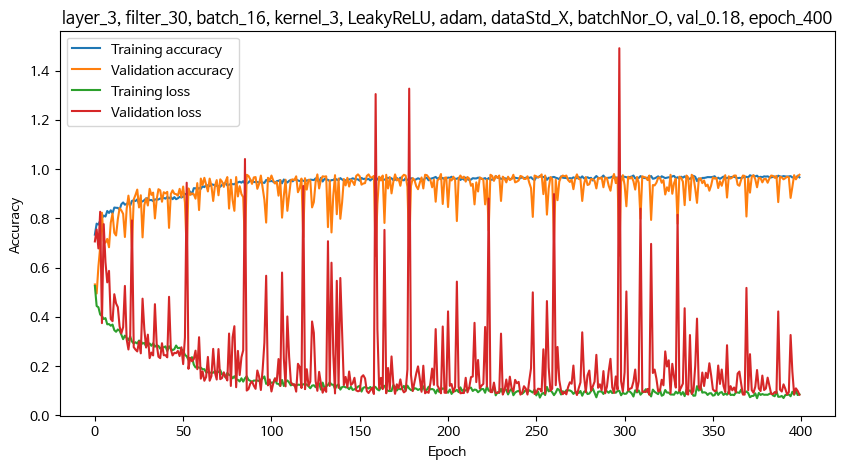 layer_3, filter_30, batch_16, kernel_3, LeakyReLU, adam, dataStd_X, batchNor_O, val_0.18, epoch_400
Training accuracy
Validation accuracy
Training loss
Validation loss
1.4
1.2
1.0
0.8
0.6
0.4
0.2
0.0
Accuracy
0 50 100 150 200 250 300 350 400
Epoch